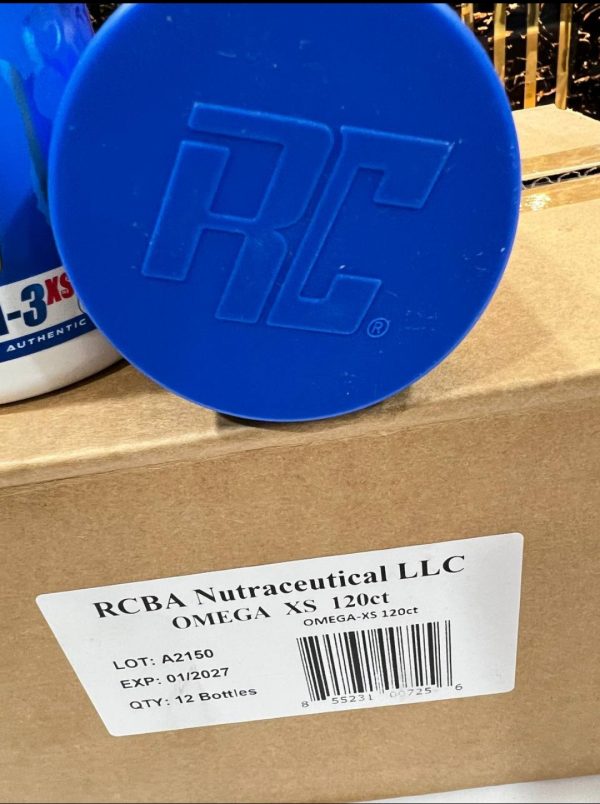 RC
®
-3XS
AUTHENTIC
RCBA Nutraceutical LLC
OMEGA XS 120ct
OMEGA-XS 120ct
LOT: A2150
EXP: 01/2027
QTY: 12 Bottles
8 55231 00725 6